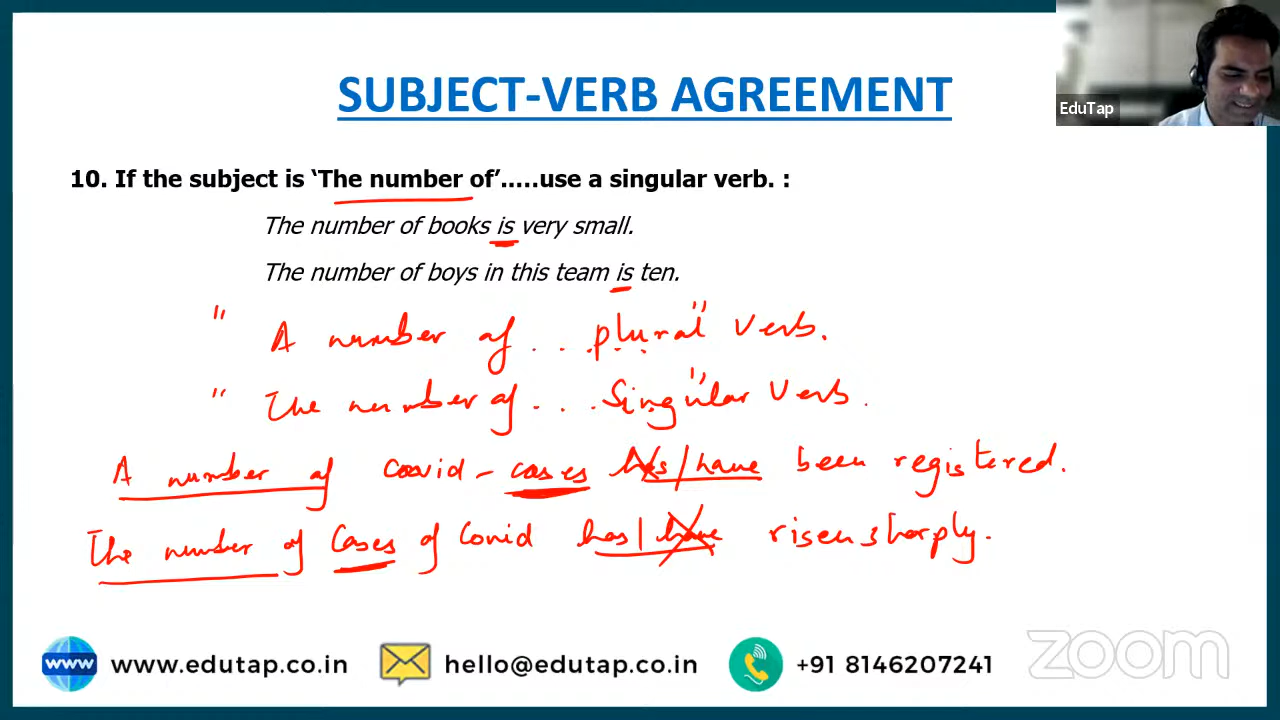 SUBJECT-VERB AGREEMENT
EduTap
10. If the subject is ‘The number of’.....use a singular verb. :
The number of books is very small.
The number of boys in this team is ten.
" A number of . . . plural" verb.
" The number of . . . Singular" Verb.
A number of covid - cases has/have been registered.
The number of cases of Covid has/have risen sharply.
www www.edutap.co.in hello@edutap.co.in +91 8146207241 zoom